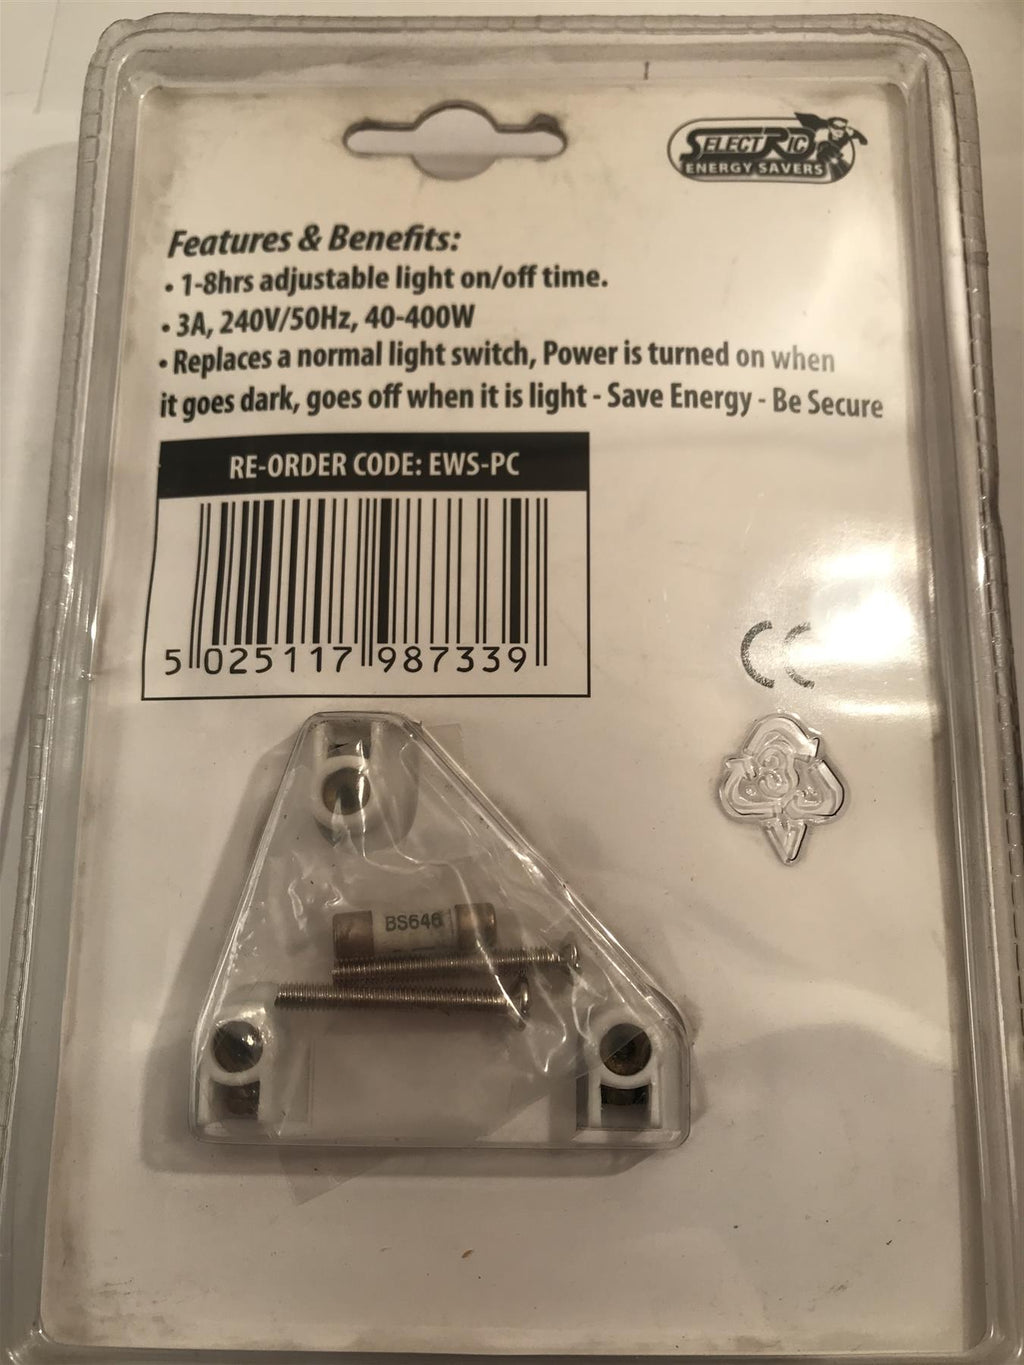 SELECTRIC
ENERGY SAVERS
Features & Benefits:
• 1-8hrs adjustable light on/off time.
• 3A, 240V/50Hz, 40-400W
• Replaces a normal light switch, Power is turned on when
it goes dark, goes off when it is light - Save Energy - Be Secure
RE-ORDER CODE: EWS-PC
5 025117 987339
CE
3
V
BS646